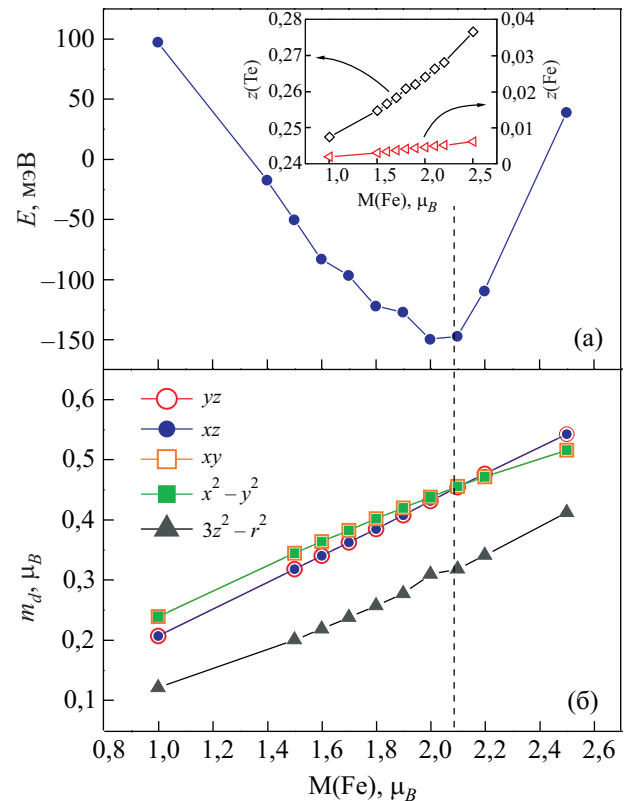 100
50
0
−50
−100
−150
E, мэВ
0,28
0,27
0,26
0,25
0,24
z(Te)
0,04
0,03
0,02
0,01
0
z(Fe)
1,0 1,5 2,0 2,5
M(Fe), μB
(а)
0,6
0,5
0,4
0,3
0,2
0,1
m_d, μB
yz
xz
xy
x² − y²
3z² − r²
(б)
0,8 1,0 1,2 1,4 1,6 1,8 2,0 2,2 2,4 2,6
M(Fe), μB